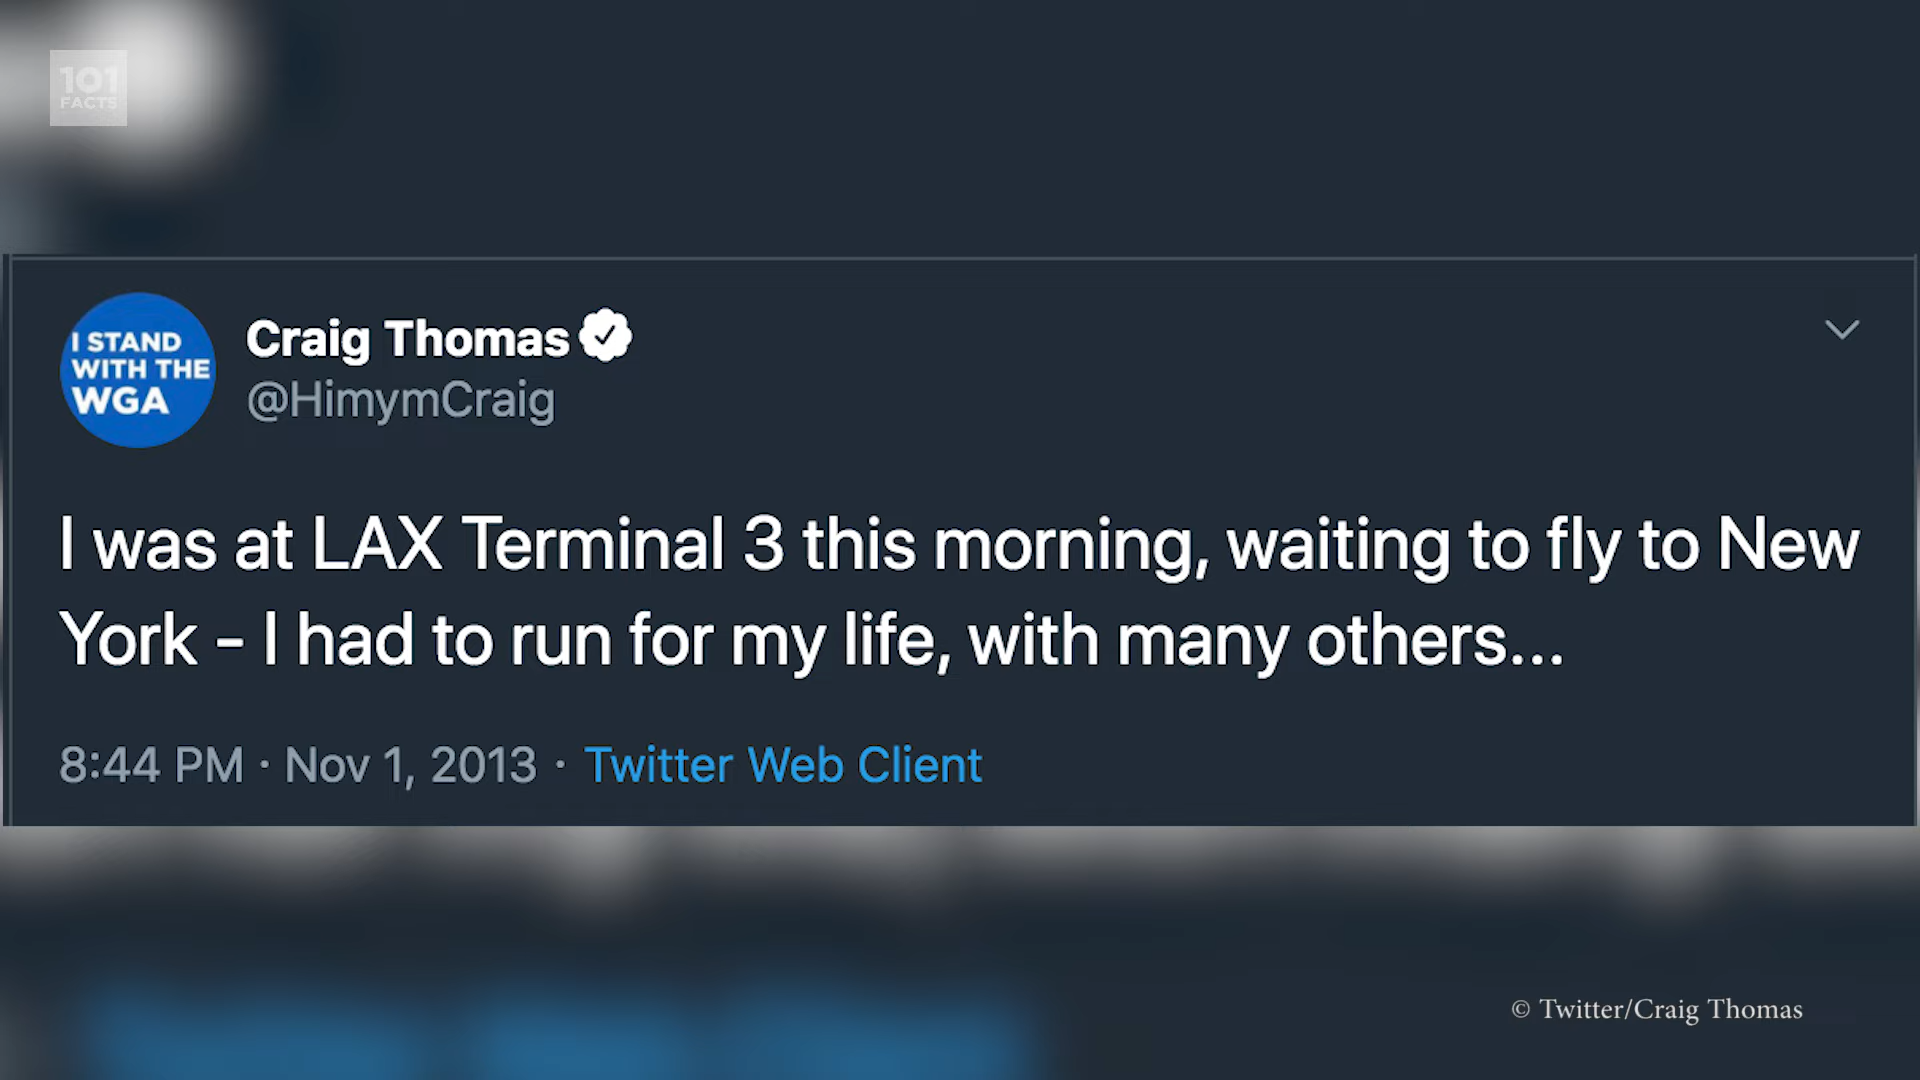 101
FACTS
I STAND
WITH THE
WGA
Craig Thomas
@HimymCraig
I was at LAX Terminal 3 this morning, waiting to fly to New
York - I had to run for my life, with many others...
8:44 PM · Nov 1, 2013 · Twitter Web Client
© Twitter/Craig Thomas